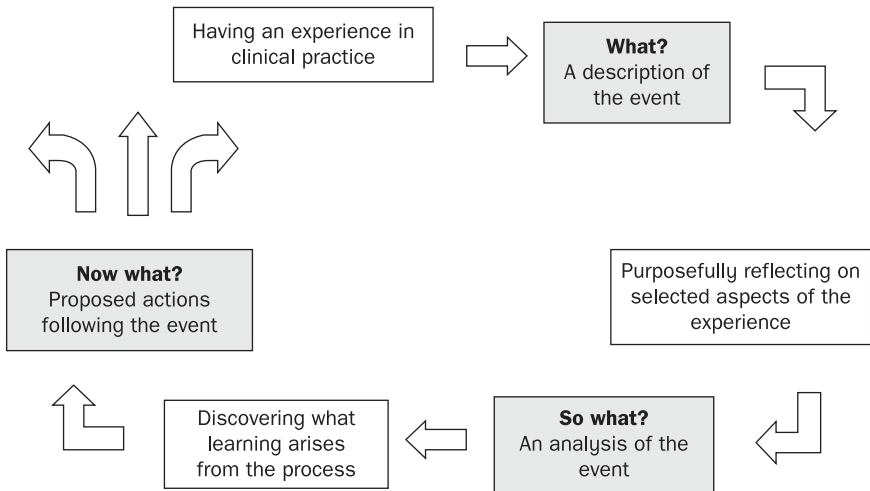 Having an experience in
clinical practice
What?
A description of
the event
Purposefully reflecting on
selected aspects of the
experience
So what?
An analysis of the
event
Discovering what
learning arises
from the process
Now what?
Proposed actions
following the event